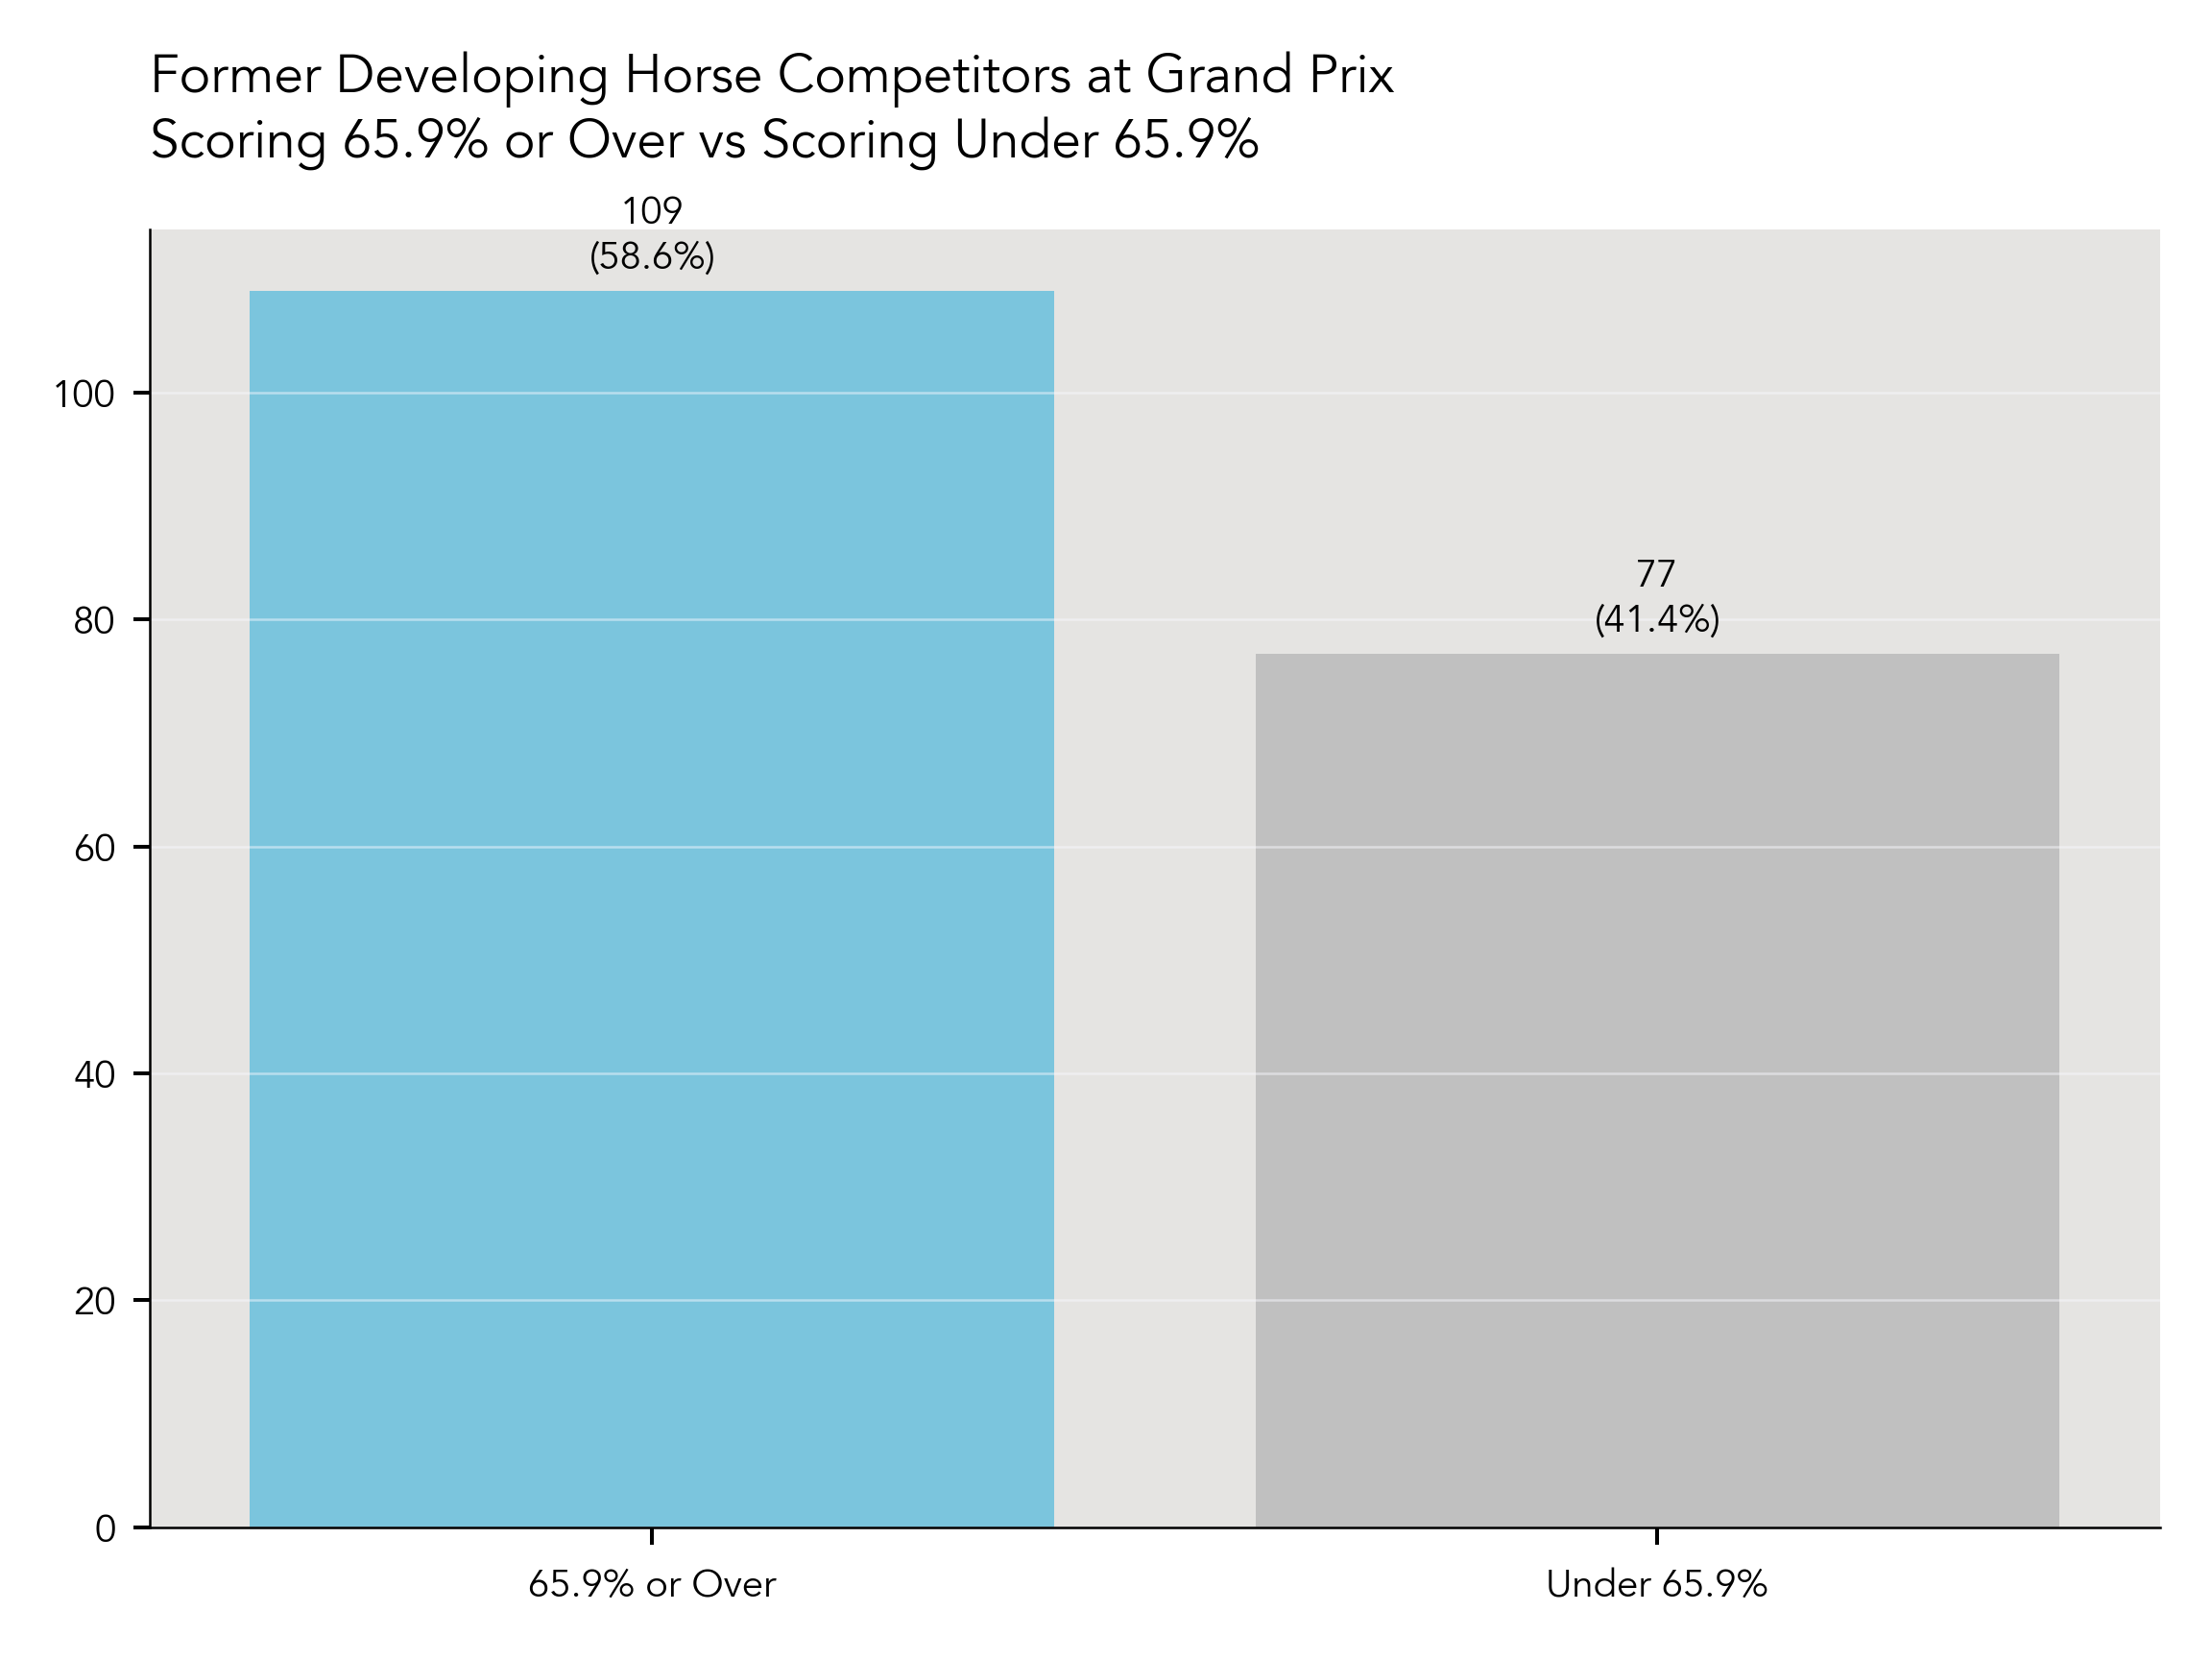 Former Developing Horse Competitors at Grand Prix
Scoring 65.9% or Over vs Scoring Under 65.9%
109
(58.6%)
100
77
80
(41.4%)
60
40
20
0
65.9% or Over
Under 65.9%